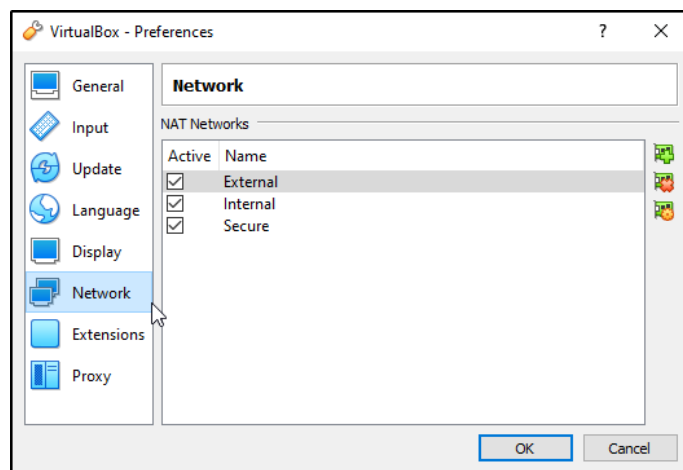 VirtualBox - Preferences
?
General
Input
Update
Language
Display
Network
Extensions
Proxy
Network
NAT Networks
Active Name
External
Internal
Secure
OK
Cancel